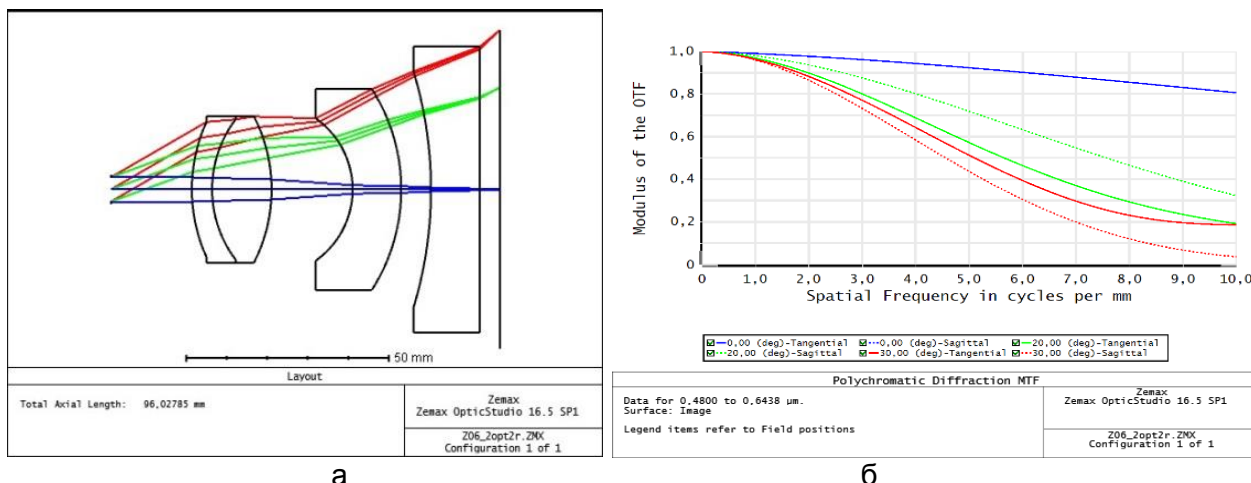 50 mm
Layout
Total Axial Length: 96,02785 mm
Zemax
Zemax OpticStudio 16.5 SP1
Z06_2opt2r.ZMX
Configuration 1 of 1
а
1,0
0,8
0,6
0,4
0,2
0
Modulus of the OTF
0 1,0 2,0 3,0 4,0 5,0 6,0 7,0 8,0 9,0 10,0
Spatial Frequency in cycles per mm
0,00 (deg)-Tangential 0,00 (deg)-Sagittal 20,00 (deg)-Tangential
20,00 (deg)-Sagittal 30,00 (deg)-Tangential 30,00 (deg)-Sagittal
Polychromatic Diffraction MTF
Data for 0,4800 to 0,6438 µm.
Surface: Image
Legend items refer to Field positions
Zemax
Zemax OpticStudio 16.5 SP1
Z06_2opt2r.ZMX
Configuration 1 of 1
б